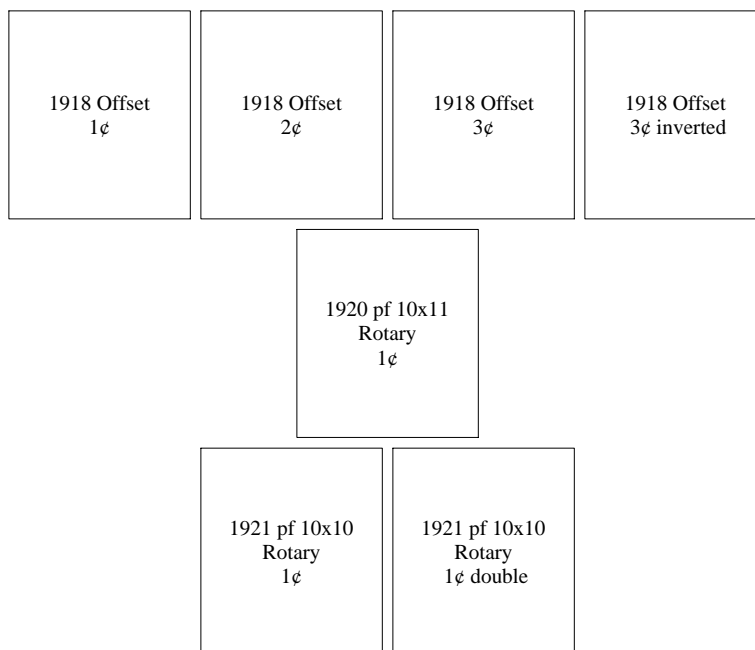 1918 Offset
1¢
1918 Offset
2¢
1918 Offset
3¢
1918 Offset
3¢ inverted
1920 pf 10x11
Rotary
1¢
1921 pf 10x10
Rotary
1¢
1921 pf 10x10
Rotary
1¢ double